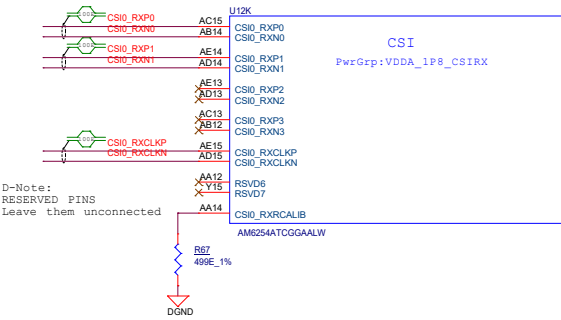 U12K
CSI0_RXP0
CSI0_RXN0
AC15
AB14
CSI0_RXP0
CSI0_RXN0
CSI
PwrGrp:VDDA_1P8_CSIRX
CSI0_RXP1
CSI0_RXN1
AE14
AD14
CSI0_RXP1
CSI0_RXN1
AE13
AD13
CSI0_RXP2
CSI0_RXN2
AC13
AB12
CSI0_RXP3
CSI0_RXN3
CSI0_RXCLKP
CSI0_RXCLKN
AE15
AD15
CSI0_RXCLKP
CSI0_RXCLKN
AA12
Y15
RSVD6
RSVD7
D-Note:
RESERVED PINS
Leave them unconnected
AA14
CSI0_RXRCALIB
AM6254ATCGGAALW
R67
499E_1%
DGND